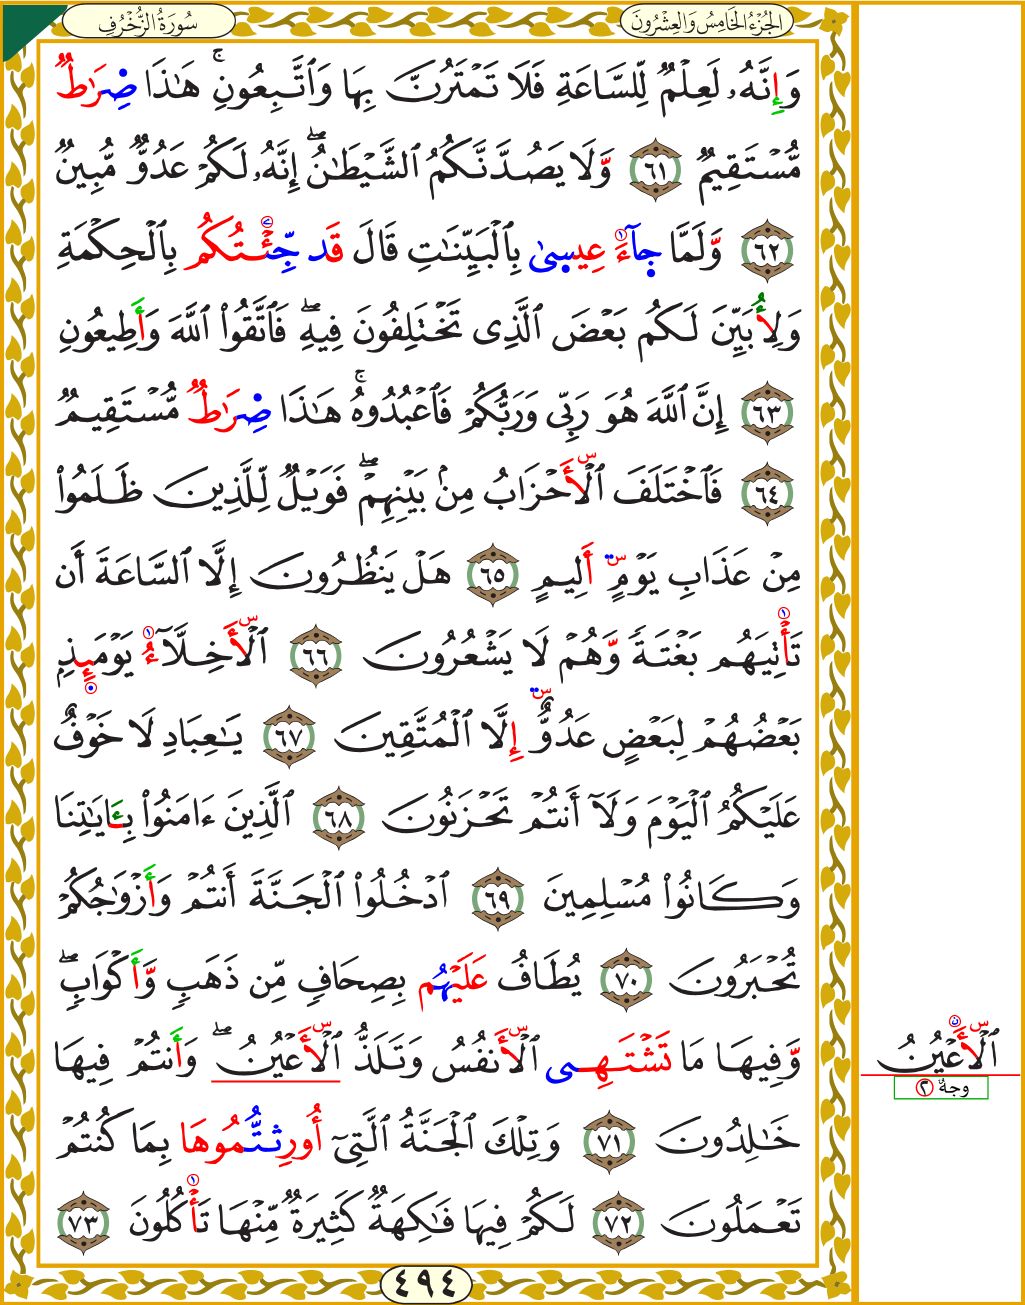 الجُزْءُ الخَامِسُ وَالعِشْرُونَ
سُورَةُ الزُّخْرُفِ
وَإِنَّهُۥ لَعِلْمٌ لِّلسَّاعَةِ فَلَا تَمْتَرُنَّ بِهَا وَٱتَّبِعُونِ ۚ هَـٰذَا صِرَٰطٌ
مُّسْتَقِيمٌ ٦١ وَّلَا يَصُدَّنَّكُمُ ٱلشَّيْطَـٰنُ ۖ إِنَّهُۥ لَكُمْ عَدُوٌّ مُّبِينٌ
٦٢ وَّلَمَّا جَآءَ عِيسِىٰ بِٱلْبَيِّنَـٰتِ قَالَ قَد جِّئْتُكُم بِٱلْحِكْمَةِ
وَلِأُبَيِّنَ لَكُم بَعْضَ ٱلَّذِى تَخْتَلِفُونَ فِيهِ ۖ فَٱتَّقُوا۟ ٱللَّهَ وَأَطِيعُونِ
٦٣ إِنَّ ٱللَّهَ هُوَ رَبِّى وَرَبُّكُمْ فَٱعْبُدُوهُ ۚ هَـٰذَا صِرَٰطٌ مُّسْتَقِيمٌ
٦٤ فَٱخْتَلَفَ ٱلْأَحْزَابُ مِنۢ بَيْنِهِمْ ۖ فَوَيْلٌ لِّلَّذِينَ ظَلَمُوا۟
مِنْ عَذَابِ يَوْمٍ أَلِيمٍ ٦٥ هَلْ يَنظُرُونَ إِلَّا ٱلسَّاعَةَ أَن
تَأْتِيَهُم بَغْتَةً وَّهُمْ لَا يَشْعُرُونَ ٦٦ ٱلْأَخِلَّآءُ يَوْمَئِذٍ
بَعْضُهُمْ لِبَعْضٍ عَدُوٌّ إِلَّا ٱلْمُتَّقِينَ ٦٧ يَـٰعِبَادِ لَا خَوْفٌ
عَلَيْكُمُ ٱلْيَوْمَ وَلَآ أَنتُمْ تَحْزَنُونَ ٦٨ ٱلَّذِينَ ءَامَنُوا۟ بِـَٔايَـٰتِنَا
وَكَانُوا۟ مُسْلِمِينَ ٦٩ ٱدْخُلُوا۟ ٱلْجَنَّةَ أَنتُمْ وَأَزْوَٰجُكُمْ
تُحْبَرُونَ ٧٠ يُطَافُ عَلَيْهُم بِصِحَافٍ مِّن ذَهَبٍ وَّأَكْوَابٍ ۖ
وَّفِيهَا مَا تَشْتَهِى ٱلْأَنفُسُ وَتَلَذُّ ٱلْأَعْيُنُ ۖ وَأَنتُمْ فِيهَا
خَـٰلِدُونَ ٧١ وَتِلْكَ ٱلْجَنَّةُ ٱلَّتِىٓ أُورِثتُّمُوهَا بِمَا كُنتُمْ
تَعْمَلُونَ ٧٢ لَكُمْ فِيهَا فَـٰكِهَةٌ كَثِيرَةٌ مِّنْهَا تَأْكُلُونَ ٧٣
٤٩٤
ٱلْأَعْيُنُ
وجهٌ ٢